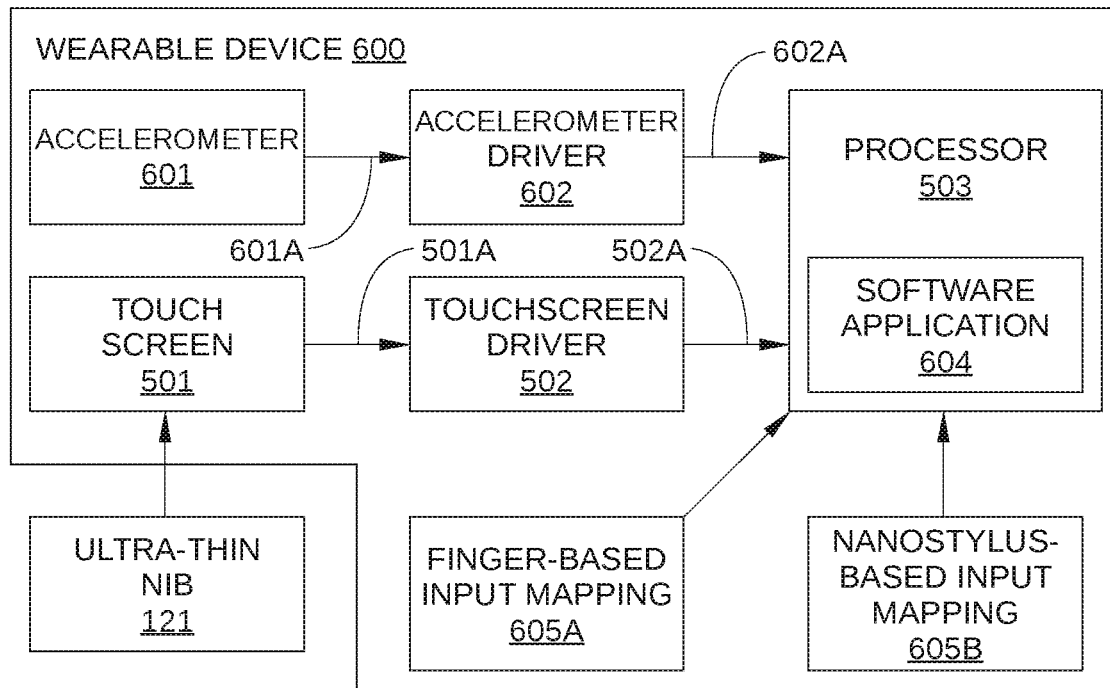 WEARABLE DEVICE 600
602A
ACCELEROMETER
601
ACCELEROMETER
DRIVER
602
PROCESSOR
503
601A
501A
502A
TOUCH
SCREEN
501
TOUCHSCREEN
DRIVER
502
SOFTWARE
APPLICATION
604
ULTRA-THIN
NIB
121
FINGER-BASED
INPUT MAPPING
605A
NANOSTYLUS-
BASED INPUT
MAPPING
605B